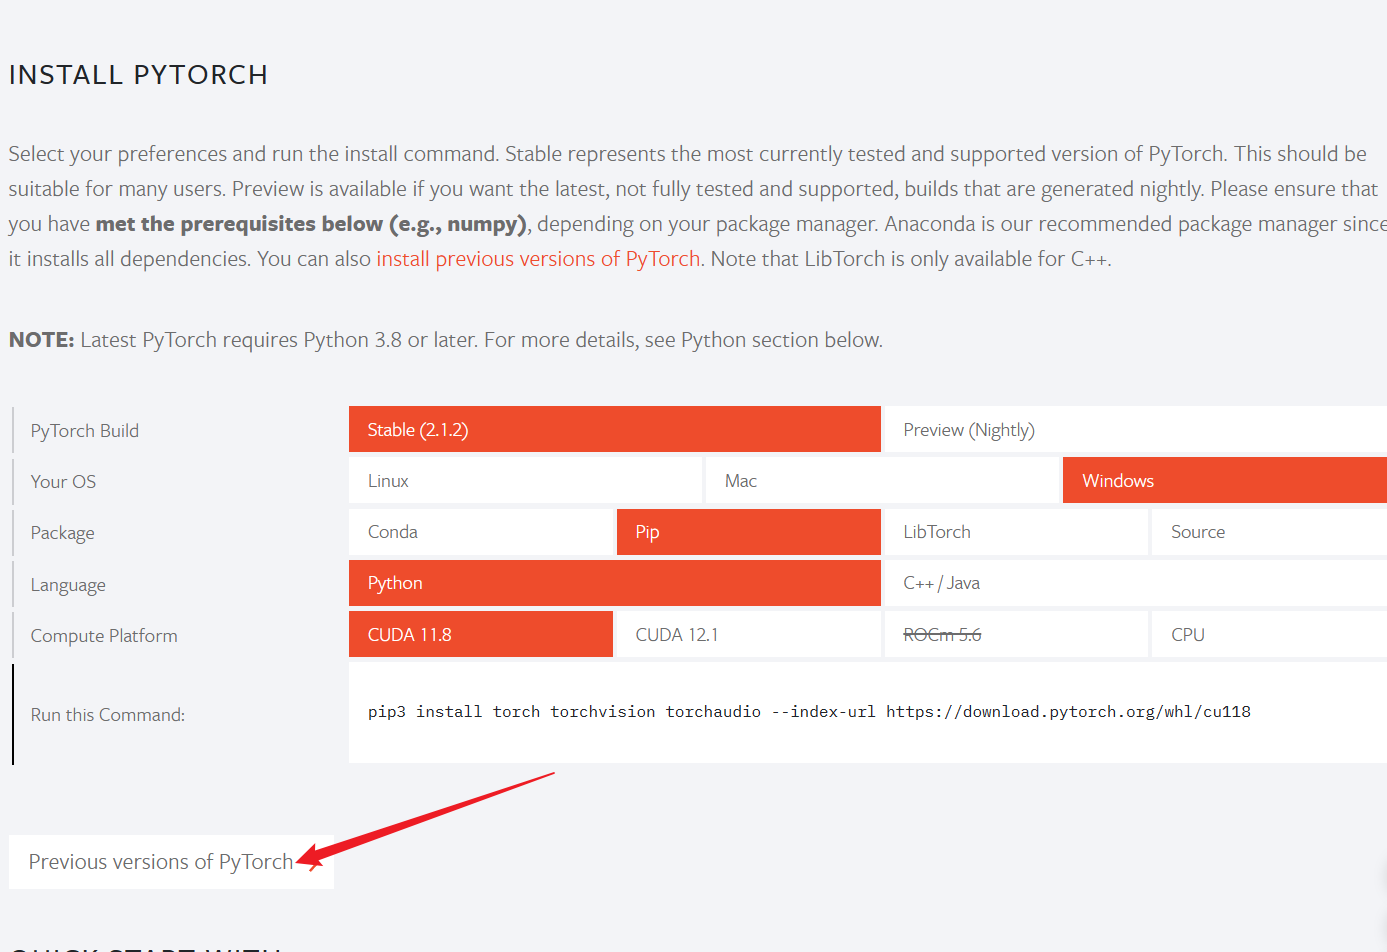 INSTALL PYTORCH
Select your preferences and run the install command. Stable represents the most currently tested and supported version of PyTorch. This should be
suitable for many users. Preview is available if you want the latest, not fully tested and supported, builds that are generated nightly. Please ensure that
you have met the prerequisites below (e.g., numpy), depending on your package manager. Anaconda is our recommended package manager since
it installs all dependencies. You can also install previous versions of PyTorch. Note that LibTorch is only available for C++.
NOTE: Latest PyTorch requires Python 3.8 or later. For more details, see Python section below.
PyTorch Build Stable (2.1.2) Preview (Nightly)
Your OS Linux Mac Windows
Package Conda Pip LibTorch Source
Language Python C++ / Java
Compute Platform CUDA 11.8 CUDA 12.1 ROCm 5.6 CPU
Run this Command: pip3 install torch torchvision torchaudio --index-url https://download.pytorch.org/whl/cu118
Previous versions of PyTorch
QUICK START WITH